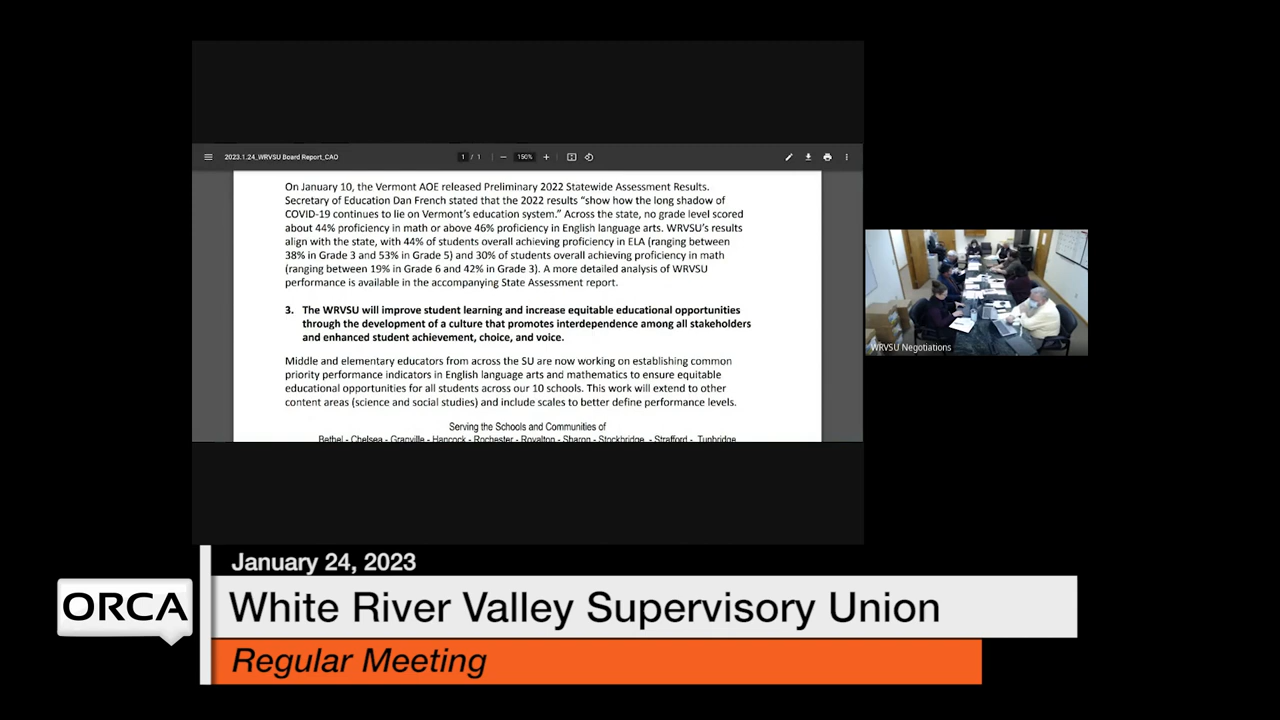 2023.1.24_WRVSU Board Report_CAO
1 / 1
150%
On January 10, the Vermont AOE released Preliminary 2022 Statewide Assessment Results.
Secretary of Education Dan French stated that the 2022 results “show how the long shadow of
COVID-19 continues to lie on Vermont’s education system.” Across the state, no grade level scored
about 44% proficiency in math or above 46% proficiency in English language arts. WRVSU’s results
align with the state, with 44% of students overall achieving proficiency in ELA (ranging between
38% in Grade 3 and 53% in Grade 5) and 30% of students overall achieving proficiency in math
(ranging between 19% in Grade 6 and 42% in Grade 3). A more detailed analysis of WRVSU
performance is available in the accompanying State Assessment report.
3. The WRVSU will improve student learning and increase equitable educational opportunities
through the development of a culture that promotes interdependence among all stakeholders
and enhanced student achievement, choice, and voice.
Middle and elementary educators from across the SU are now working on establishing common
priority performance indicators in English language arts and mathematics to ensure equitable
educational opportunities for all students across our 10 schools. This work will extend to other
content areas (science and social studies) and include scales to better define performance levels.
Serving the Schools and Communities of
Bethel - Chelsea - Granville - Hancock - Rochester - Royalton - Sharon - Stockbridge - Strafford - Tunbridge
WRVSU Negotiations
January 24, 2023
ORCA
White River Valley Supervisory Union
Regular Meeting